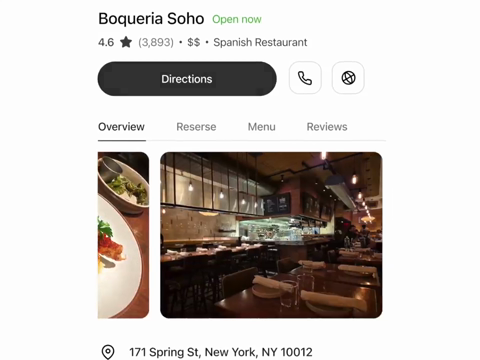 Boqueria Soho Open now
4.6 ★ (3,893) • $$ • Spanish Restaurant
Directions
Overview Reserse Menu Reviews
171 Spring St, New York, NY 10012